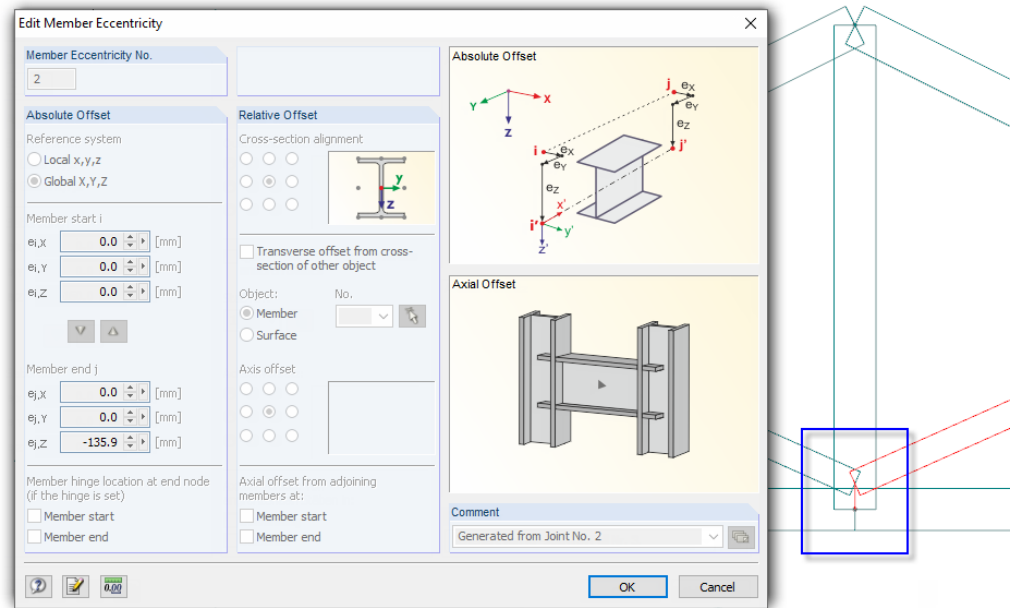 Edit Member Eccentricity
Member Eccentricity No.
2
Absolute Offset
Reference system
Local x,y,z
Global X,Y,Z
Member start i
ei,X 0.0 [mm]
ei,Y 0.0 [mm]
ei,Z 0.0 [mm]
Member end j
ej,X 0.0 [mm]
ej,Y 0.0 [mm]
ej,Z -135.9 [mm]
Member hinge location at end node
(if the hinge is set)
Member start
Member end
Relative Offset
Cross-section alignment
y
z
Transverse offset from cross-
section of other object
Object: No.
Member
Surface
Axis offset
Axial offset from adjoining
members at:
Member start
Member end
Absolute Offset
Y X
Z
j eX
eY
eZ
j'
i eX
eY
eZ
x'
i' y'
z'
Axial Offset
Comment
Generated from Joint No. 2
0,00
OK Cancel